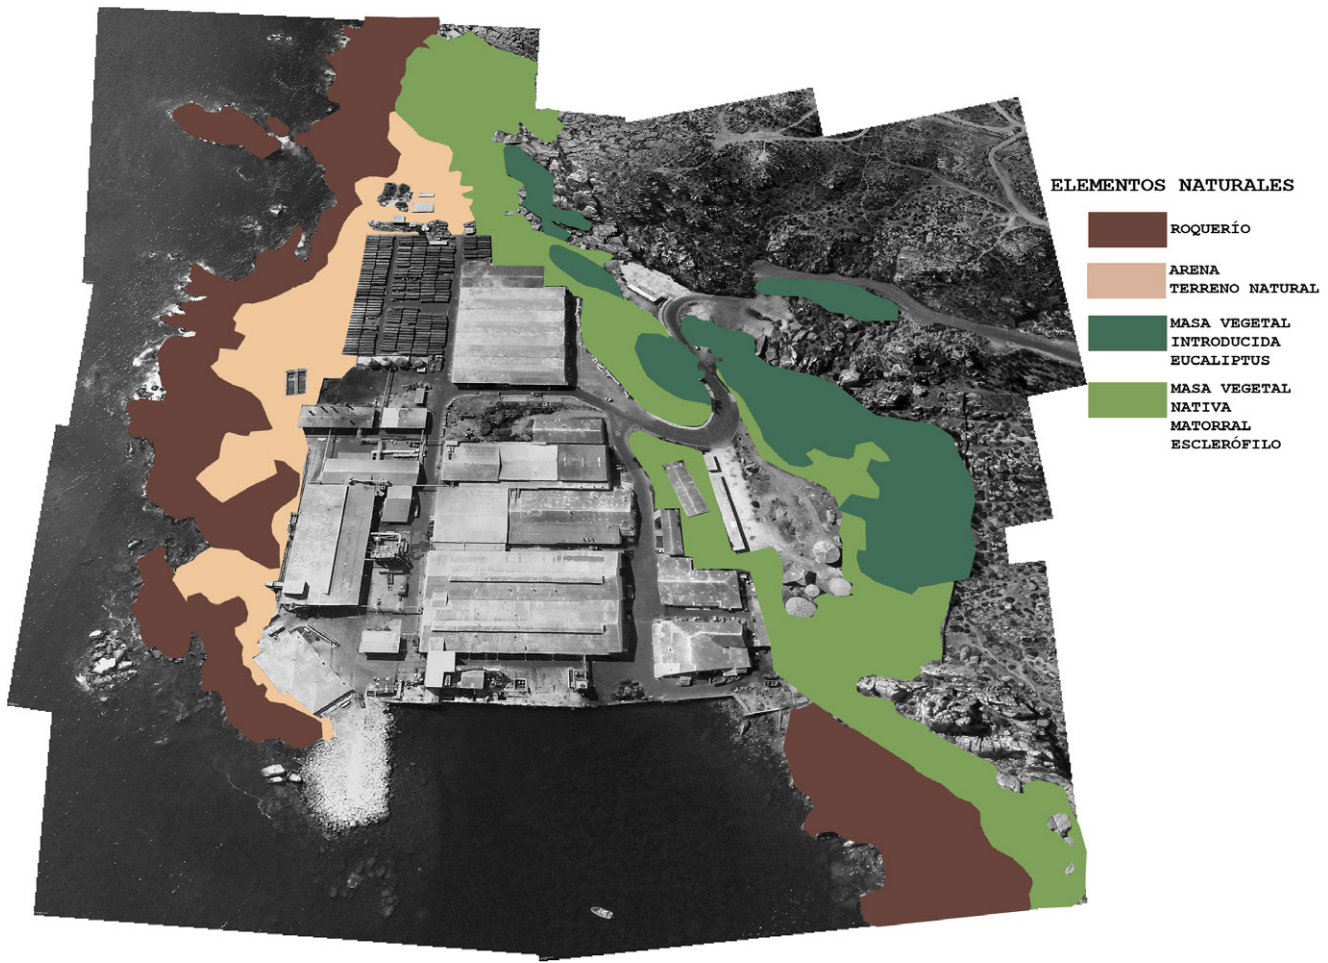 ELEMENTOS NATURALES
ROQUERÍO
ARENA
TERRENO NATURAL
MASA VEGETAL
INTRODUCIDA
EUCALIPTUS
MASA VEGETAL
NATIVA
MATORRAL
ESCLERÓFILO